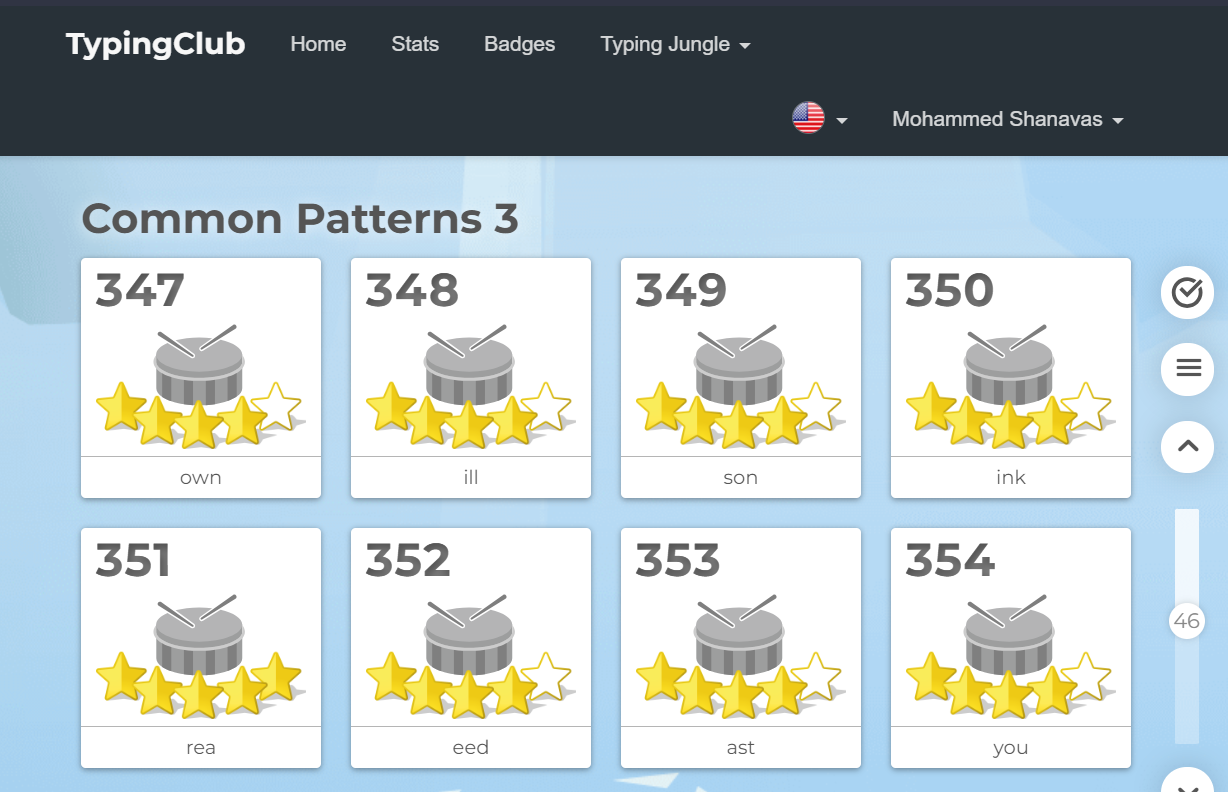 TypingClub Home Stats Badges Typing Jungle
Mohammed Shanavas
Common Patterns 3
347 348 349 350
own ill son ink
351 352 353 354
46
rea eed ast you